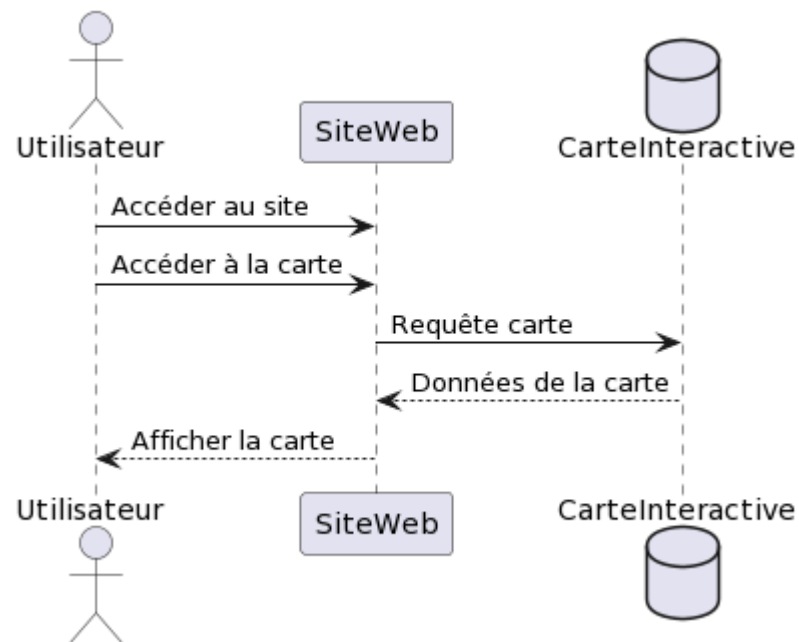 Utilisateur
SiteWeb
CarteInteractive
Accéder au site
Accéder à la carte
Requête carte
Données de la carte
Afficher la carte
Utilisateur
SiteWeb
CarteInteractive